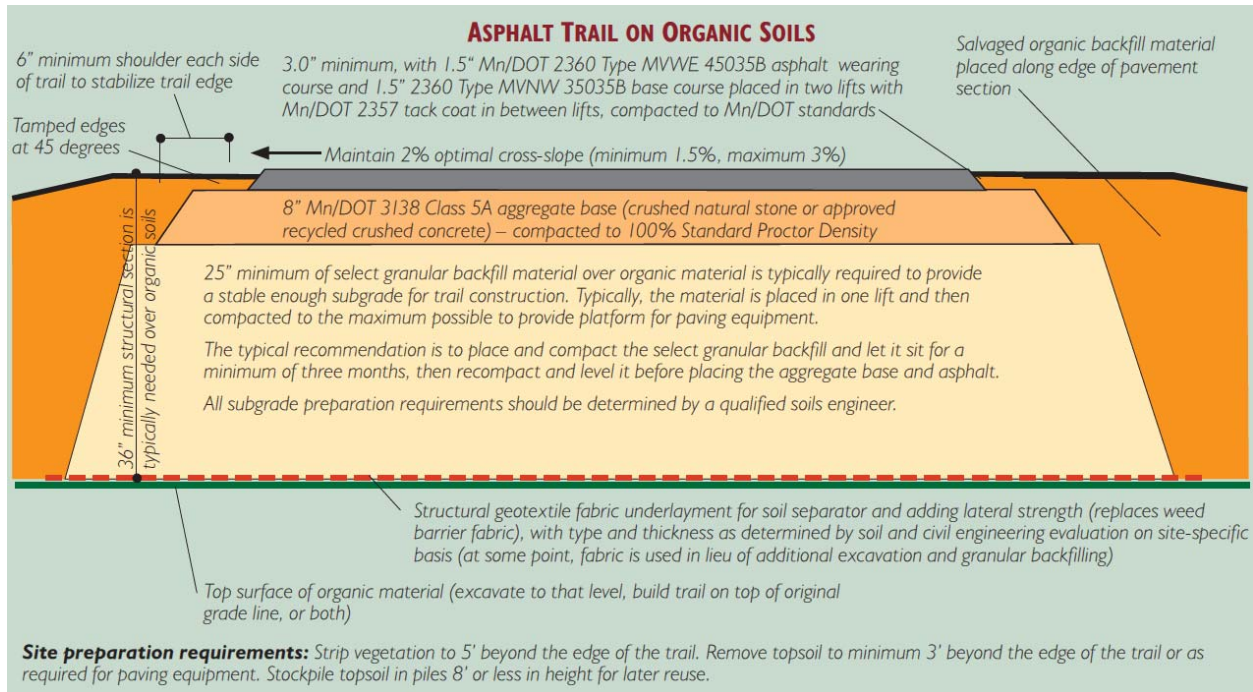 ASPHALT TRAIL ON ORGANIC SOILS
6” minimum shoulder each side
of trail to stabilize trail edge
3.0” minimum, with 1.5“ Mn/DOT 2360 Type MVWE 45035B asphalt wearing
course and 1.5” 2360 Type MVNW 35035B base course placed in two lifts with
Mn/DOT 2357 tack coat in between lifts, compacted to Mn/DOT standards
Salvaged organic backfill material
placed along edge of pavement
section
Tamped edges
at 45 degrees
Maintain 2% optimal cross-slope (minimum 1.5%, maximum 3%)
8” Mn/DOT 3138 Class 5A aggregate base (crushed natural stone or approved
recycled crushed concrete) – compacted to 100% Standard Proctor Density
36” minimum structural section is
typically needed over organic soils
25” minimum of select granular backfill material over organic material is typically required to provide
a stable enough subgrade for trail construction. Typically, the material is placed in one lift and then
compacted to the maximum possible to provide platform for paving equipment.
The typical recommendation is to place and compact the select granular backfill and let it sit for a
minimum of three months, then recompact and level it before placing the aggregate base and asphalt.
All subgrade preparation requirements should be determined by a qualified soils engineer.
Structural geotextile fabric underlayment for soil separator and adding lateral strength (replaces weed
barrier fabric), with type and thickness as determined by soil and civil engineering evaluation on site-specific
basis (at some point, fabric is used in lieu of additional excavation and granular backfilling)
Top surface of organic material (excavate to that level, build trail on top of original
grade line, or both)
Site preparation requirements: Strip vegetation to 5’ beyond the edge of the trail. Remove topsoil to minimum 3’ beyond the edge of the trail or as
required for paving equipment. Stockpile topsoil in piles 8’ or less in height for later reuse.